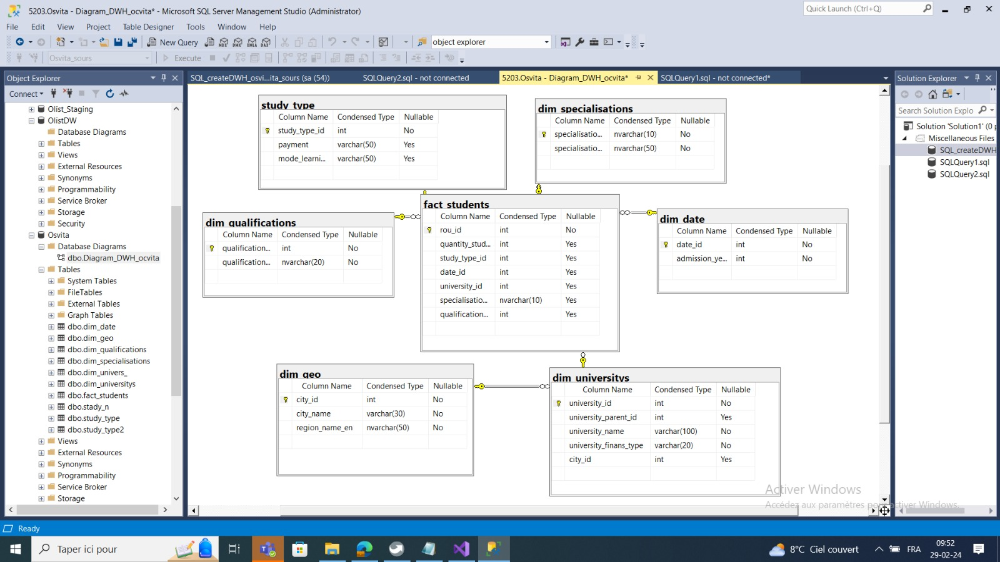 5203.Osvita - Diagram_DWH_ocvita* - Microsoft SQL Server Management Studio (Administrator)
Quick Launch (Ctrl+Q)
File Edit View Project Table Designer Tools Window Help
New Query MDX DMX XMLA DAX object explorer
Osvita_sours Execute
Object Explorer
Connect
Olist_Staging
OlistDW
Database Diagrams
Tables
Views
External Resources
Synonyms
Programmability
Service Broker
Storage
Security
Osvita
Database Diagrams
dbo.Diagram_DWH_ocvita
Tables
System Tables
FileTables
External Tables
Graph Tables
dbo.dim_date
dbo.dim_geo
dbo.dim_qualifications
dbo.dim_specialisations
dbo.dim_univers_
dbo.dim_universitys
dbo.fact_students
dbo.stady_n
dbo.study_type
dbo.study_type2
Views
External Resources
Synonyms
Programmability
Service Broker
Storage
SQL_createDWH_osvi...ita_sours (sa (54)) SQLQuery2.sql - not connected 5203.Osvita - Diagram_DWH_ocvita* SQLQuery1.sql - not connected*
study_type
Column Name Condensed Type Nullable
study_type_id int No
payment varchar(50) Yes
mode_learni... varchar(50) Yes
dim_specialisations
Column Name Condensed Type Nullable
specialisatio... nvarchar(10) No
specialisatio... nvarchar(50) No
dim_qualifications
Column Name Condensed Type Nullable
qualification... int No
qualification... nvarchar(20) No
fact_students
Column Name Condensed Type Nullable
rou_id int No
quantity_stud... int Yes
study_type_id int Yes
date_id int Yes
university_id int Yes
specialisatio... nvarchar(10) Yes
qualification... int Yes
dim_date
Column Name Condensed Type Nullable
date_id int No
admission_ye... int No
dim_geo
Column Name Condensed Type Nullable
city_id int No
city_name varchar(30) No
region_name_en nvarchar(50) No
dim_universitys
Column Name Condensed Type Nullable
university_id int No
university_parent_id int Yes
university_name varchar(100) No
university_finans_type varchar(20) No
city_id int Yes
Solution Explorer
Search Solution Explo
Solution 'Solution1' (0 p
Miscellaneous Files
SQL_createDWH
SQLQuery1.sql
SQLQuery2.sql
Activer Windows
Accédez aux paramètres pour activer Windows.
Ready
Taper ici pour
8°C Ciel couvert
FRA
09:52
29-02-24